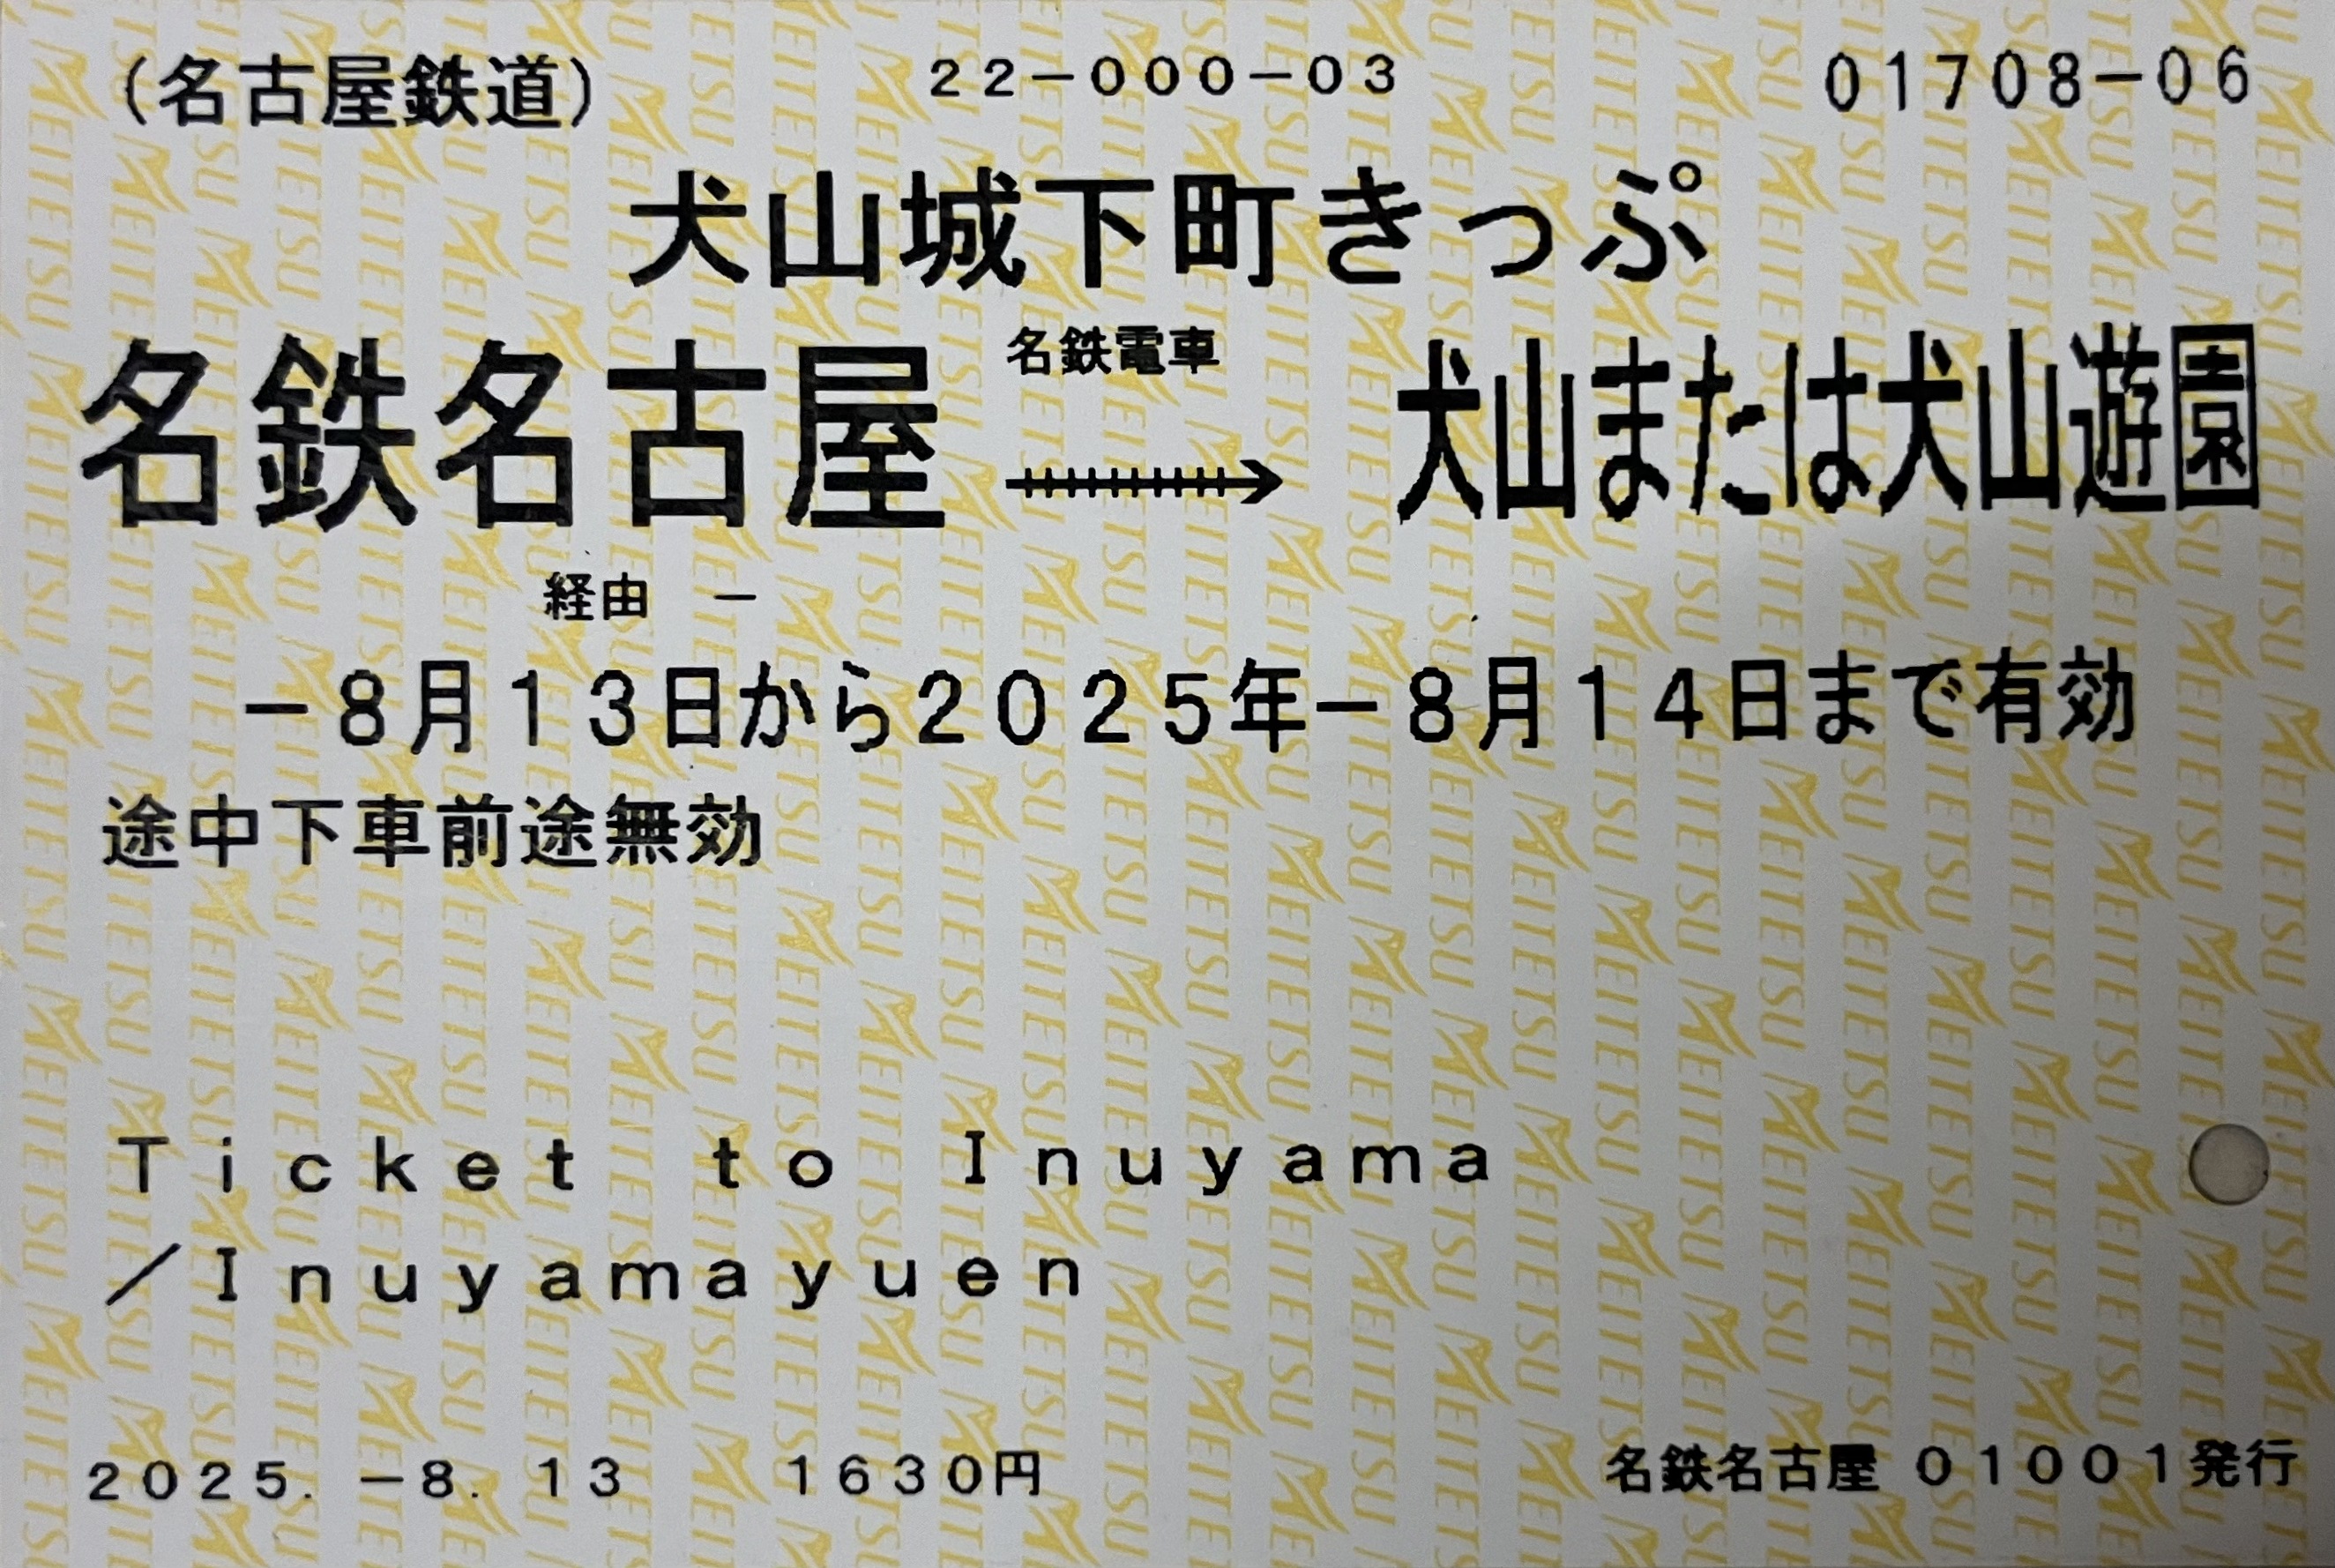 （名古屋鉄道） 22－000－03 01708－06
犬山城下町きっぷ
名鉄名古屋 名鉄電車 犬山または犬山遊園
経由 －
－8月13日から2025年－8月14日まで有効
途中下車前途無効
Ticket to Inuyama
／Inuyamayuen
2025.－8.13 1630円 名鉄名古屋 01001発行